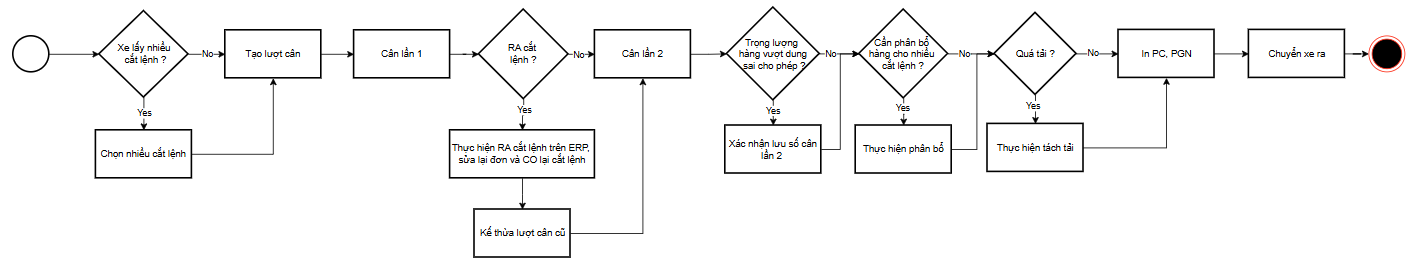 Xe lấy nhiều
cắt lệnh ?
No
Yes
Chọn nhiều cắt lệnh
Tạo lượt cân
Cân lần 1
RA cắt
lệnh ?
No
Yes
Thực hiện RA cắt lệnh trên ERP,
sửa lại đơn và CO lại cắt lệnh
Kế thừa lượt cân cũ
Cân lần 2
Trọng lượng
hàng vượt dung
sai cho phép ?
No
Yes
Xác nhận lưu số cân
lần 2
Cần phân bổ
hàng cho nhiều
cắt lệnh ?
No
Yes
Thực hiện phân bổ
Quá tải ?
No
Yes
Thực hiện tách tải
In PC, PGN
Chuyển xe ra